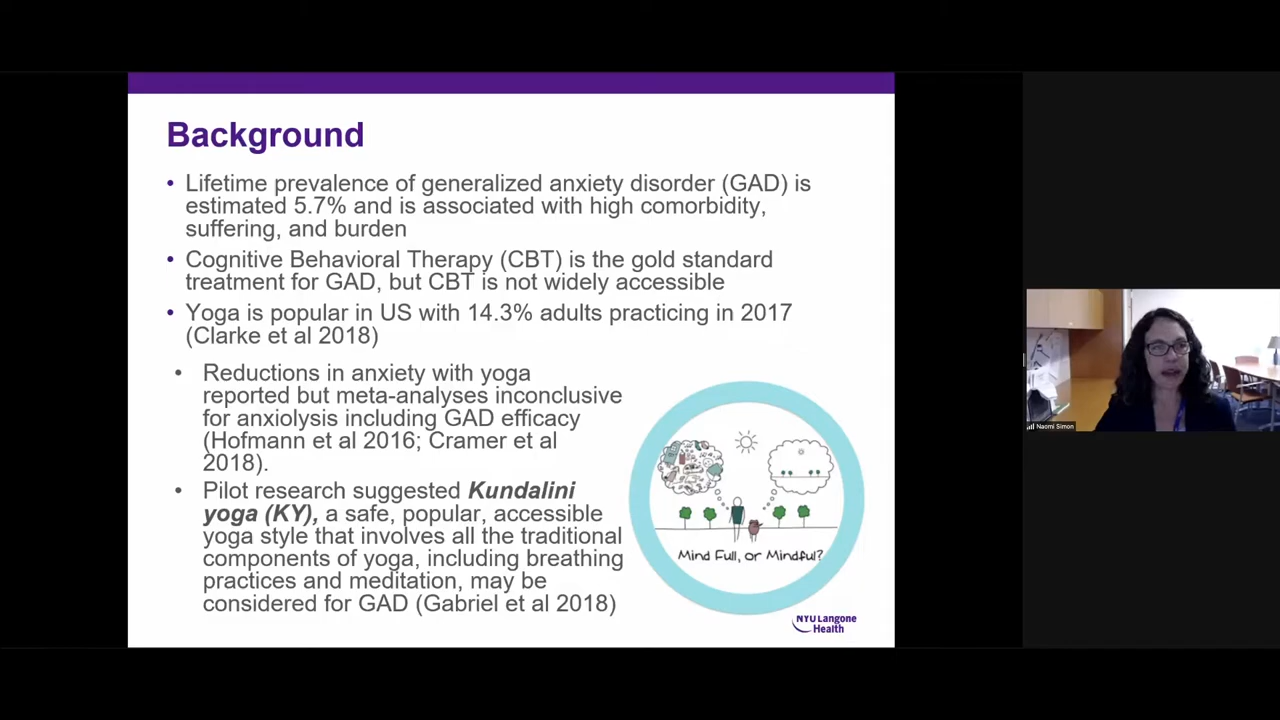 Background
• Lifetime prevalence of generalized anxiety disorder (GAD) is
estimated 5.7% and is associated with high comorbidity,
suffering, and burden
• Cognitive Behavioral Therapy (CBT) is the gold standard
treatment for GAD, but CBT is not widely accessible
• Yoga is popular in US with 14.3% adults practicing in 2017
(Clarke et al 2018)
• Reductions in anxiety with yoga
reported but meta-analyses inconclusive
for anxiolysis including GAD efficacy
(Hofmann et al 2016; Cramer et al
2018).
• Pilot research suggested Kundalini
yoga (KY), a safe, popular, accessible
yoga style that involves all the traditional
components of yoga, including breathing
practices and meditation, may be
considered for GAD (Gabriel et al 2018)
Mind Full, or Mindful?
NYU Langone
Health
Naomi Simon